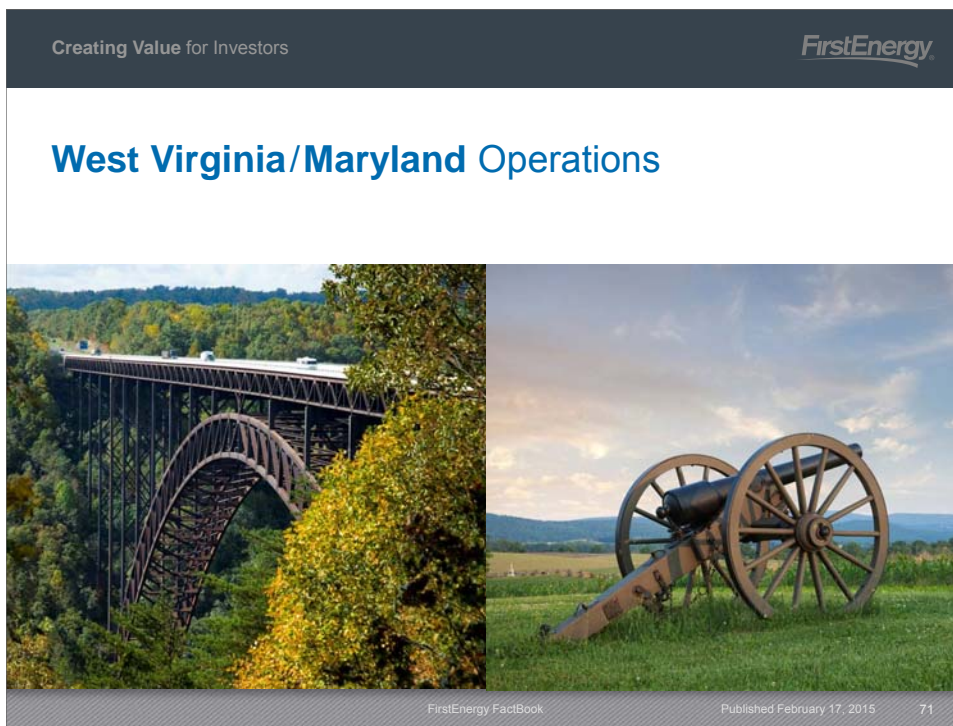 Creating Value for Investors
FirstEnergy®
West Virginia/Maryland Operations
FirstEnergy FactBook
Published February 17, 2015
71